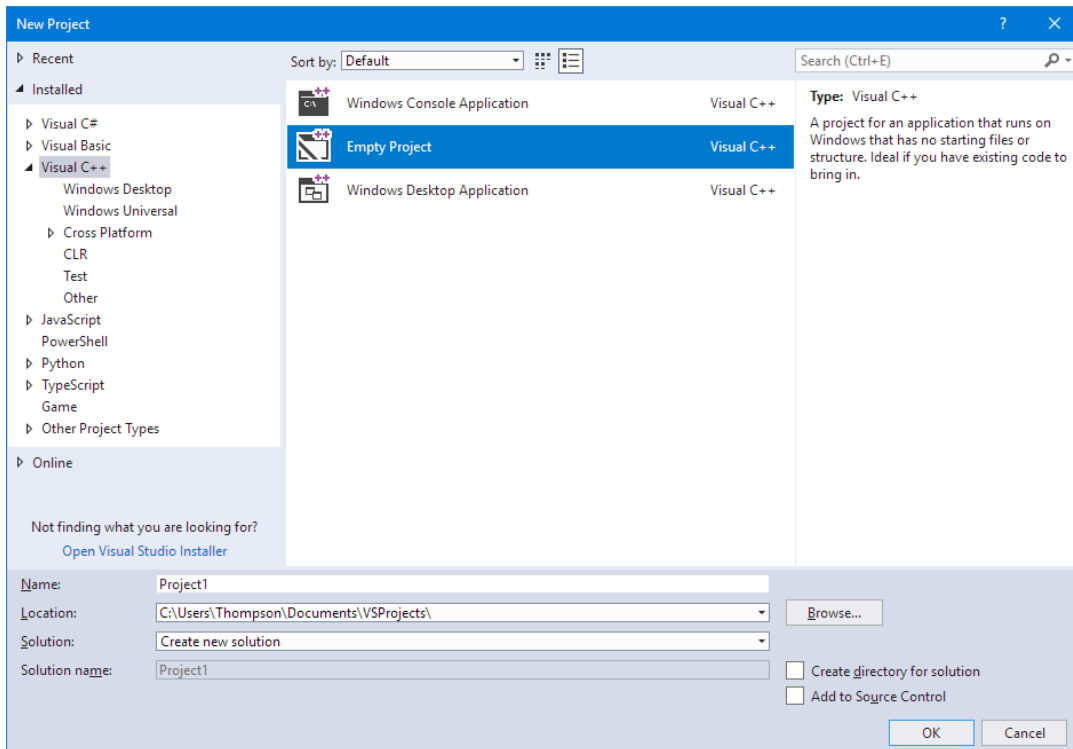 New Project
?
Recent
Installed
Visual C#
Visual Basic
Visual C++
Windows Desktop
Windows Universal
Cross Platform
CLR
Test
Other
JavaScript
PowerShell
Python
TypeScript
Game
Other Project Types
Online
Not finding what you are looking for?
Open Visual Studio Installer
Sort by: Default
Windows Console Application Visual C++
Empty Project Visual C++
Windows Desktop Application Visual C++
Search (Ctrl+E)
Type: Visual C++
A project for an application that runs on
Windows that has no starting files or
structure. Ideal if you have existing code to
bring in.
Name: Project1
Location: C:\Users\Thompson\Documents\VSProjects\
Browse...
Solution: Create new solution
Solution name: Project1
Create directory for solution
Add to Source Control
OK Cancel